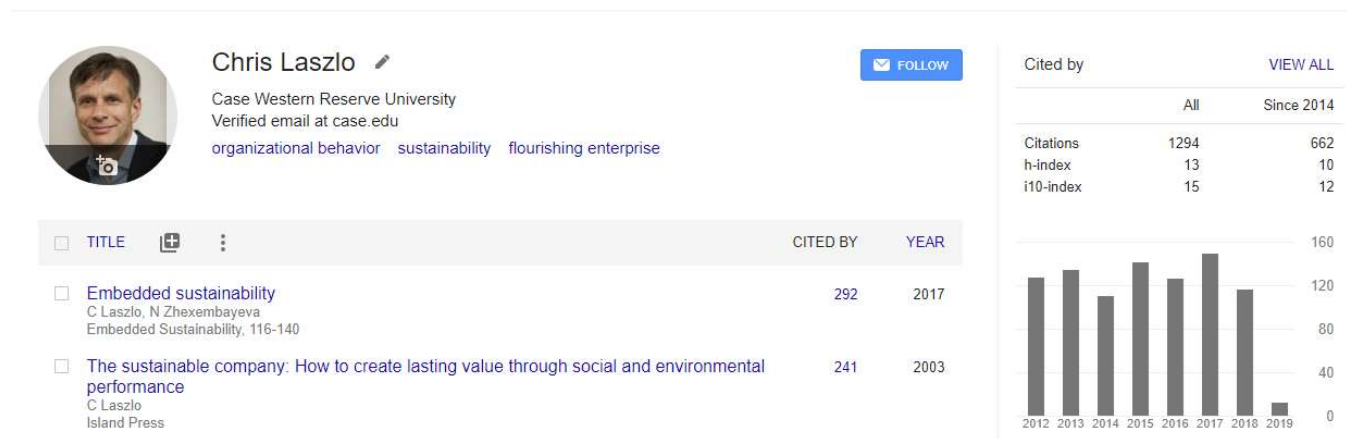 Chris Laszlo
FOLLOW
Case Western Reserve University
Verified email at case.edu
organizational behavior sustainability flourishing enterprise
TITLE CITED BY YEAR
Embedded sustainability 292 2017
C Laszlo, N Zhexembayeva
Embedded Sustainability, 116-140
The sustainable company: How to create lasting value through social and environmental 241 2003
performance
C Laszlo
Island Press
Cited by VIEW ALL
All Since 2014
Citations 1294 662
h-index 13 10
i10-index 15 12
160
120
80
40
0
2012 2013 2014 2015 2016 2017 2018 2019